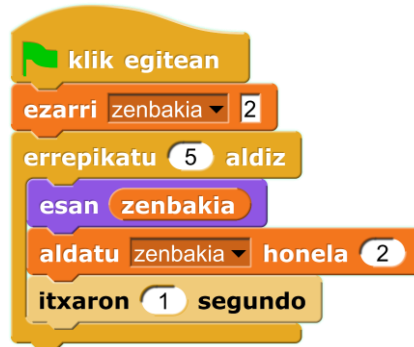 klik egitean
ezarri zenbakia 2
errepikatu 5 aldiz
esan zenbakia
aldatu zenbakia honela 2
itxaron 1 segundo